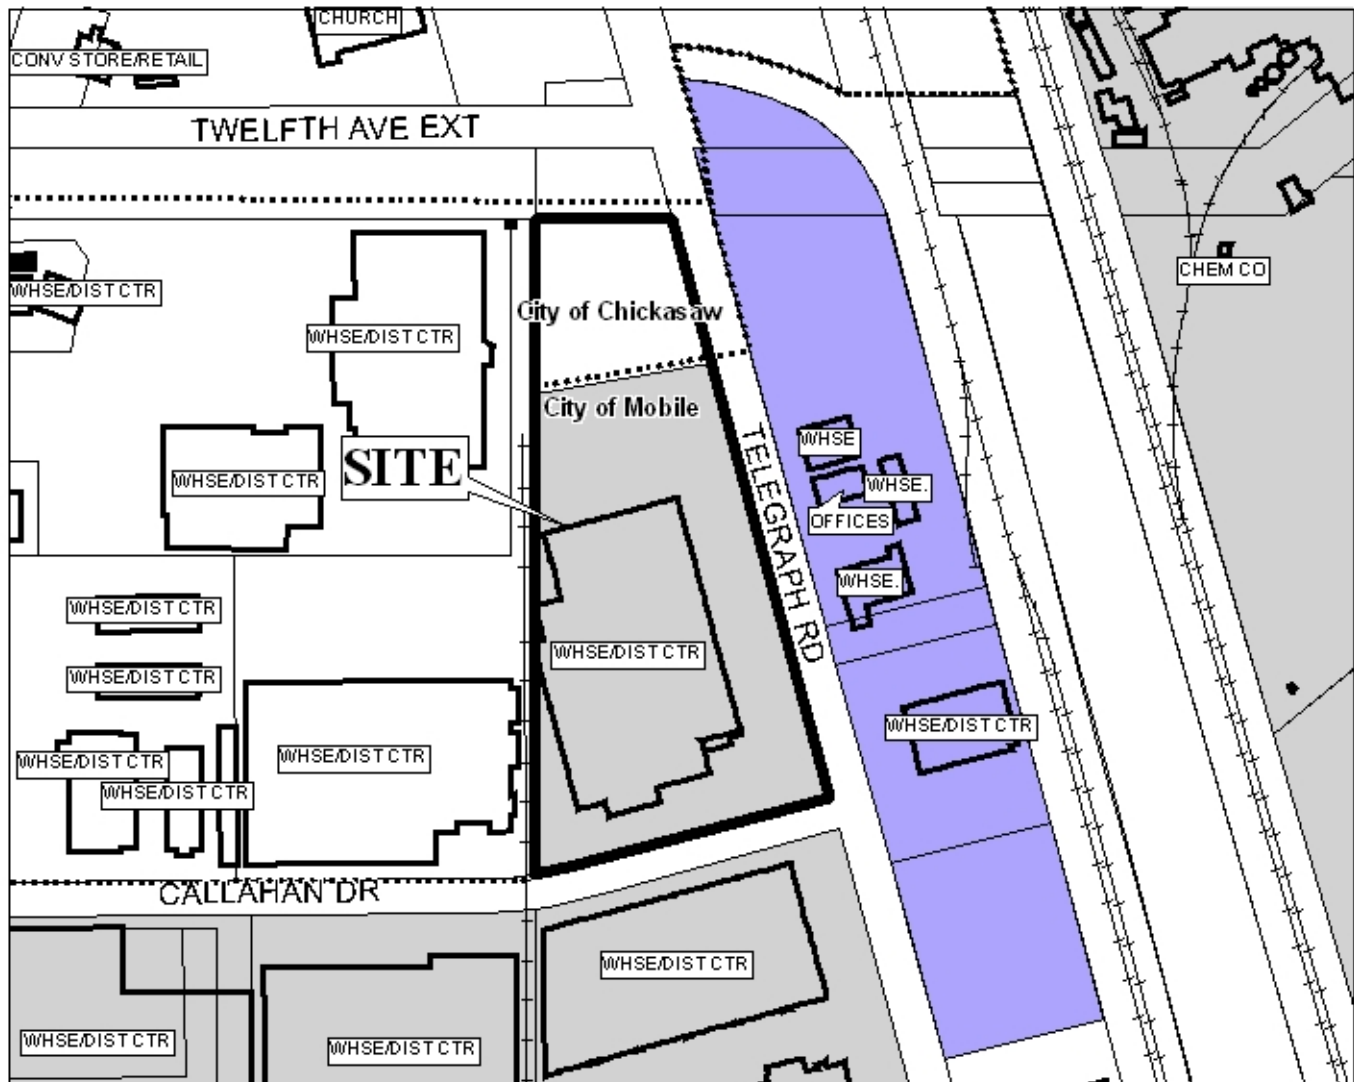 CHURCH
CONV STORE/RETAIL
TWELFTH AVE EXT
CHEM CO
WHSE/DIST CTR
City of Chickasaw
WHSE/DIST CTR
City of Mobile
WHSE
SITE
WHSE/DIST CTR
WHSE.
OFFICES
TELEGRAPH RD
WHSE.
WHSE/DIST CTR
WHSE/DIST CTR
WHSE/DIST CTR
WHSE/DIST CTR
WHSE/DIST CTR
WHSE/DIST CTR
WHSE/DIST CTR
WHSE/DIST CTR
CALLAHAN DR
WHSE/DIST CTR
WHSE/DIST CTR
WHSE/DIST CTR